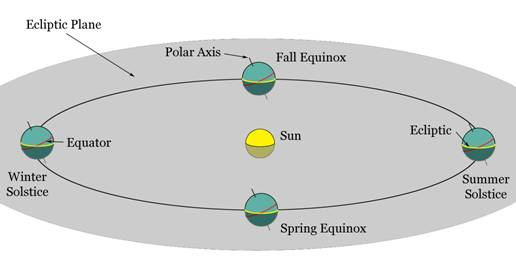 Ecliptic Plane
Polar Axis
Fall Equinox
Equator
Sun
Ecliptic
Winter
Solstice
Summer
Solstice
Spring Equinox